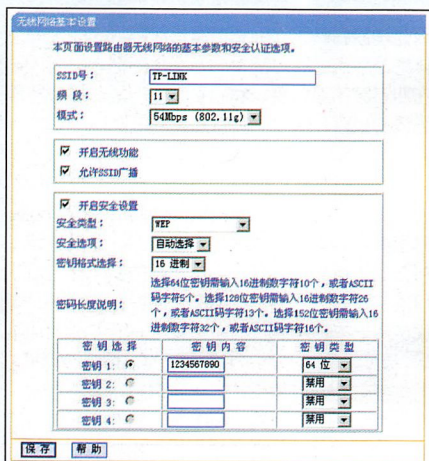 无线网络基本设置
本页面设置路由器无线网络的基本参数和安全认证选项。
SSID号： TP-LINK
频 段： 11
模式： 54Mbps (802.11g)
开启无线功能
允许SSID广播
开启安全设置
安全类型： WEP
安全选项： 自动选择
密钥格式选择： 16 进制
密码长度说明： 选择64位密钥需输入16进制数字符10个，或者ASCII
码字符5个。选择128位密钥需输入16进制数字符26
个，或者ASCII码字符13个。选择152位密钥需输入16
进制数字符32个，或者ASCII码字符16个。
密 钥 选 择 密 钥 内 容 密 钥 类 型
密钥 1： 1234567890 64 位
密钥 2： 禁用
密钥 3： 禁用
密钥 4： 禁用
保 存 帮 助